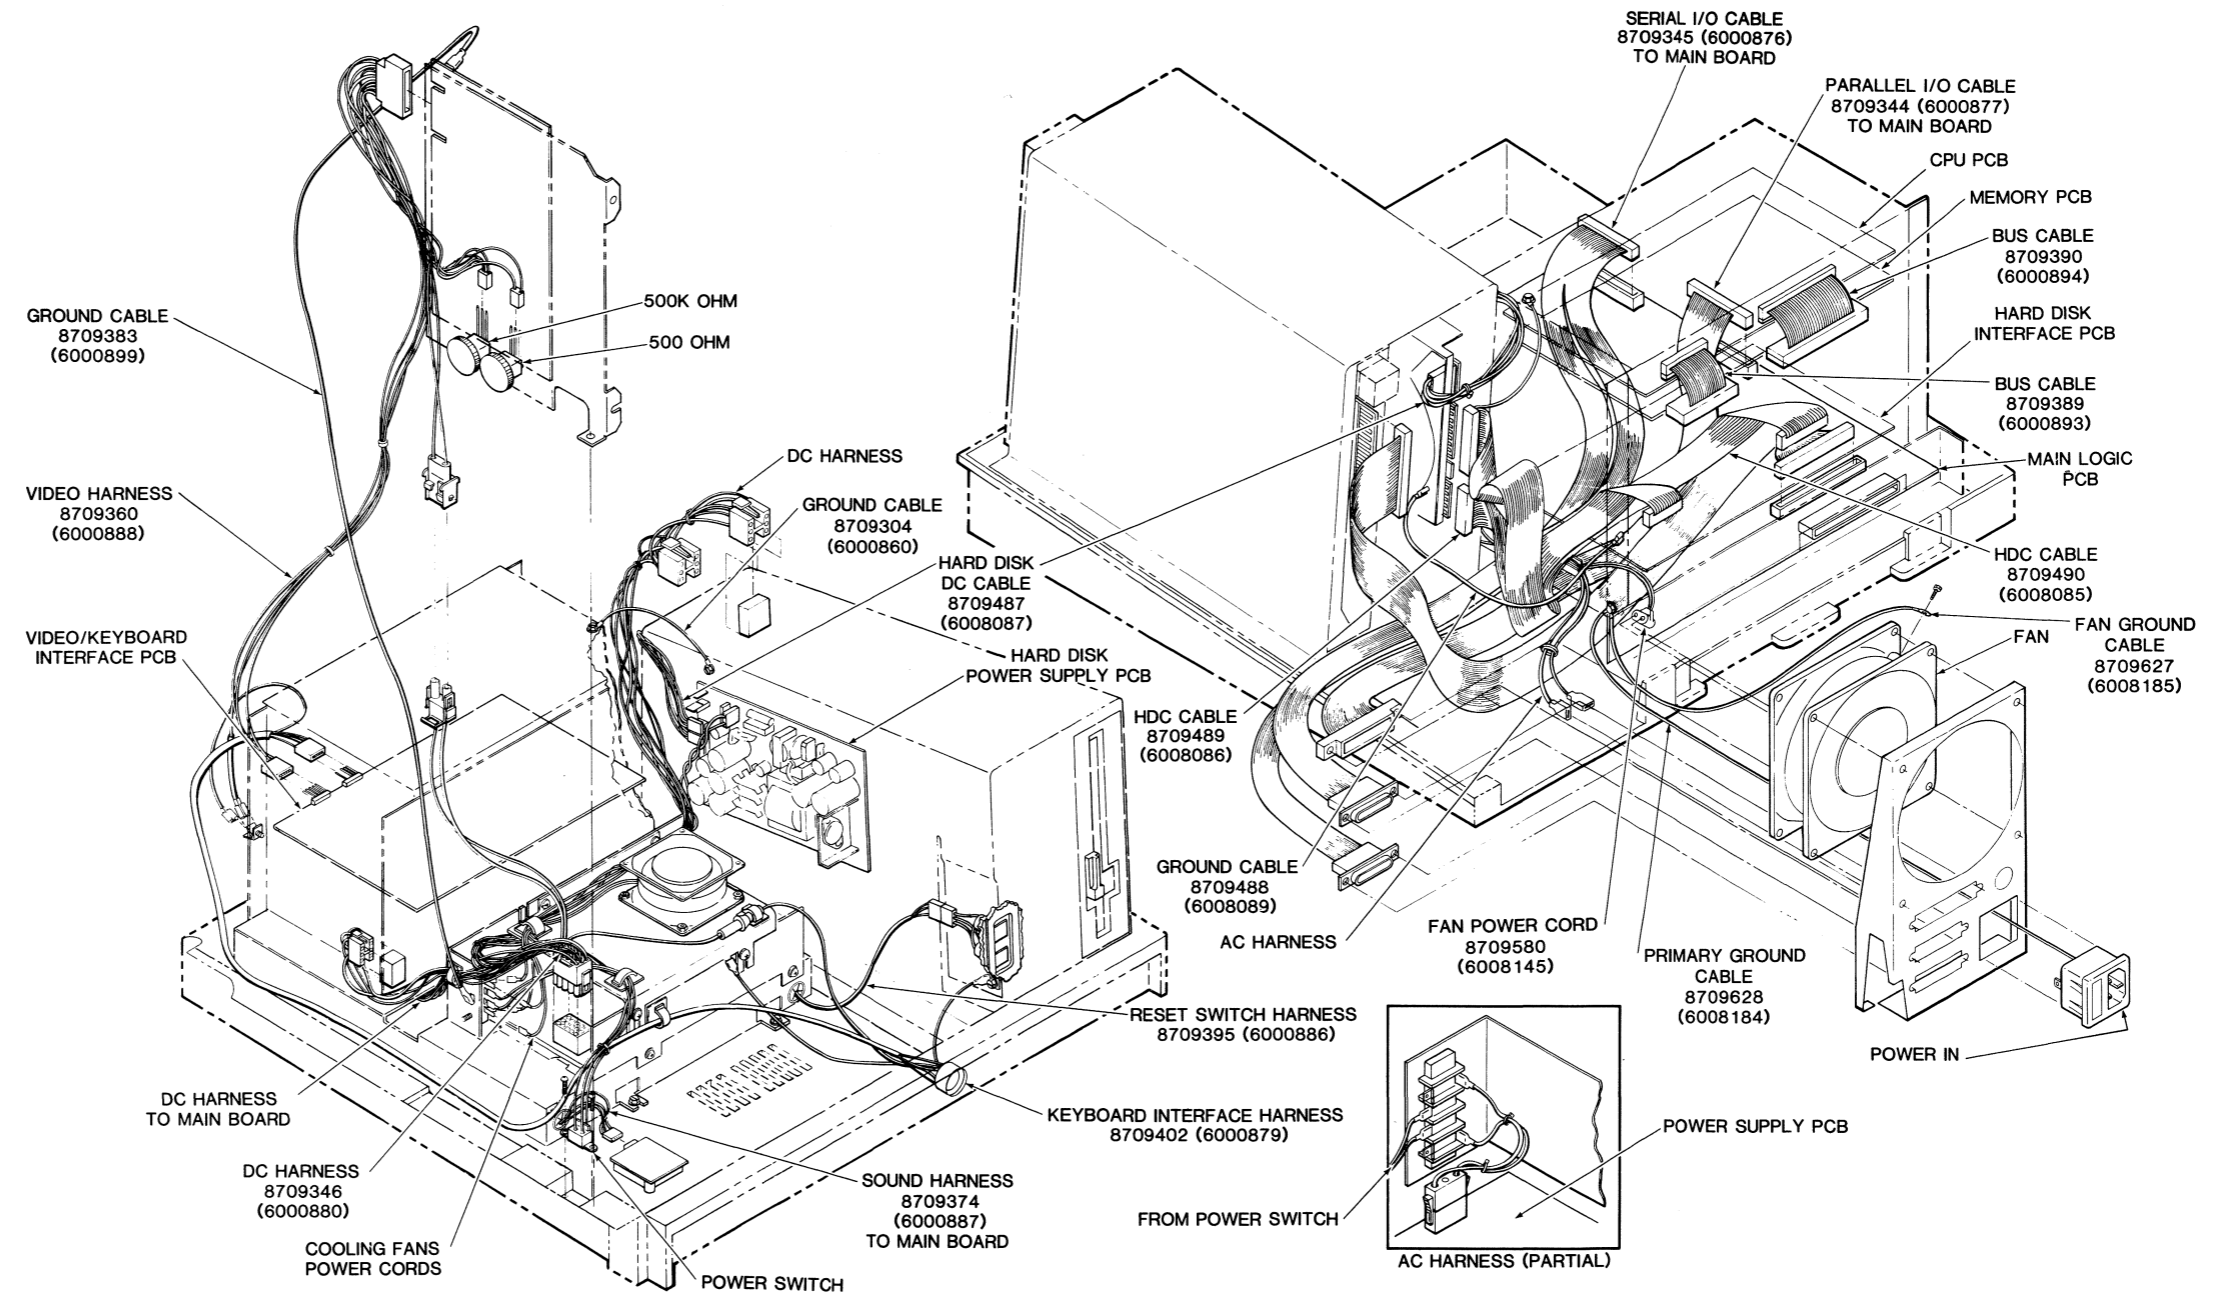 SERIAL I/O CABLE
8709345 (6000876)
TO MAIN BOARD
PARALLEL I/O CABLE
8709344 (6000877)
TO MAIN BOARD
CPU PCB
MEMORY PCB
BUS CABLE
8709390
(6000894)
HARD DISK
INTERFACE PCB
BUS CABLE
8709389
(6000893)
MAIN LOGIC
PCB
HDC CABLE
8709490
(6008085)
FAN GROUND
CABLE
8709627
(6008185)
FAN
500K OHM
500 OHM
GROUND CABLE
8709383
(6000899)
DC HARNESS
VIDEO HARNESS
8709360
(6000888)
GROUND CABLE
8709304
(6000860)
HARD DISK
DC CABLE
8709487
(6008087)
VIDEO/KEYBOARD
INTERFACE PCB
HARD DISK
POWER SUPPLY PCB
HDC CABLE
8709489
(6008086)
GROUND CABLE
8709488
(6008089)
AC HARNESS
FAN POWER CORD
8709580
(6008145)
PRIMARY GROUND
CABLE
8709628
(6008184)
POWER IN
RESET SWITCH HARNESS
8709395 (6000886)
KEYBOARD INTERFACE HARNESS
8709402 (6000879)
DC HARNESS
TO MAIN BOARD
DC HARNESS
8709346
(6000880)
COOLING FANS
POWER CORDS
SOUND HARNESS
8709374
(6000887)
TO MAIN BOARD
POWER SWITCH
FROM POWER SWITCH
POWER SUPPLY PCB
AC HARNESS (PARTIAL)